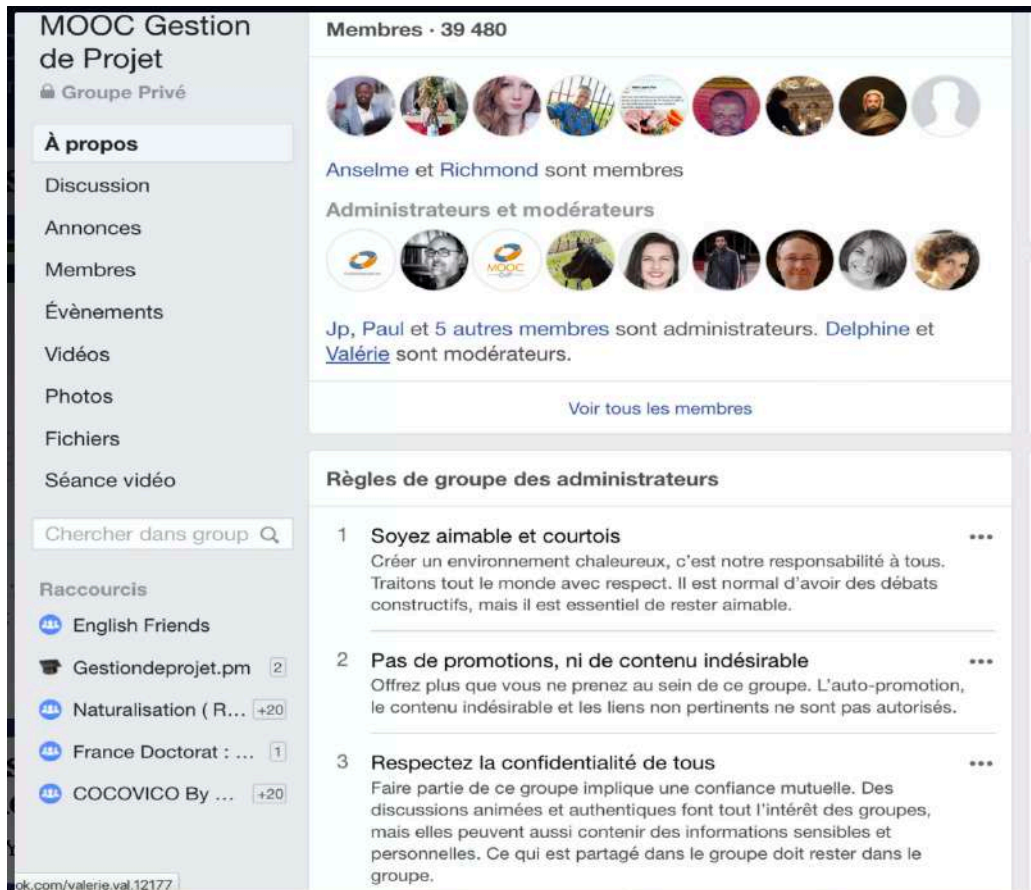 MOOC Gestion
de Projet
Groupe Privé
À propos
Discussion
Annonces
Membres
Évènements
Vidéos
Photos
Fichiers
Séance vidéo
Chercher dans group
Raccourcis
English Friends
Gestiondeprojet.pm 2
Naturalisation ( R... +20
France Doctorat : ... 1
COCOVICO By ... +20
ok.com/valerie.val.12177
Membres · 39 480
Anselme et Richmond sont membres
Administrateurs et modérateurs
MOOC
Jp, Paul et 5 autres membres sont administrateurs. Delphine et
Valérie sont modérateurs.
Voir tous les membres
Règles de groupe des administrateurs
1 Soyez aimable et courtois
Créer un environnement chaleureux, c'est notre responsabilité à tous.
Traitons tout le monde avec respect. Il est normal d'avoir des débats
constructifs, mais il est essentiel de rester aimable.
2 Pas de promotions, ni de contenu indésirable
Offrez plus que vous ne prenez au sein de ce groupe. L'auto-promotion,
le contenu indésirable et les liens non pertinents ne sont pas autorisés.
3 Respectez la confidentialité de tous
Faire partie de ce groupe implique une confiance mutuelle. Des
discussions animées et authentiques font tout l'intérêt des groupes,
mais elles peuvent aussi contenir des informations sensibles et
personnelles. Ce qui est partagé dans le groupe doit rester dans le
groupe.